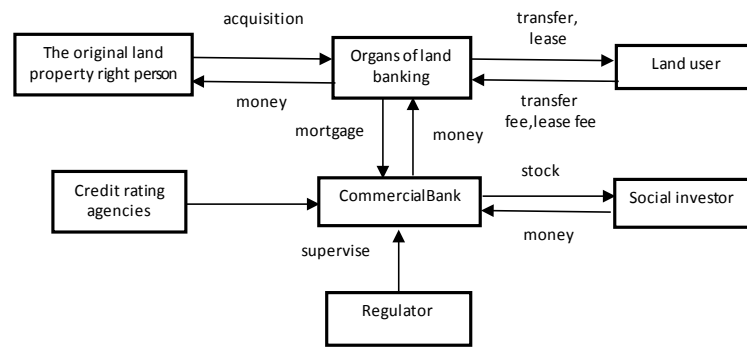 acquisition
transfer,
lease
The original land
property right person
Organs of land
banking
Land user
money
transfer
fee,lease fee
mortgage
money
Credit rating
agencies
CommercialBank
stock
Social investor
money
supervise
Regulator